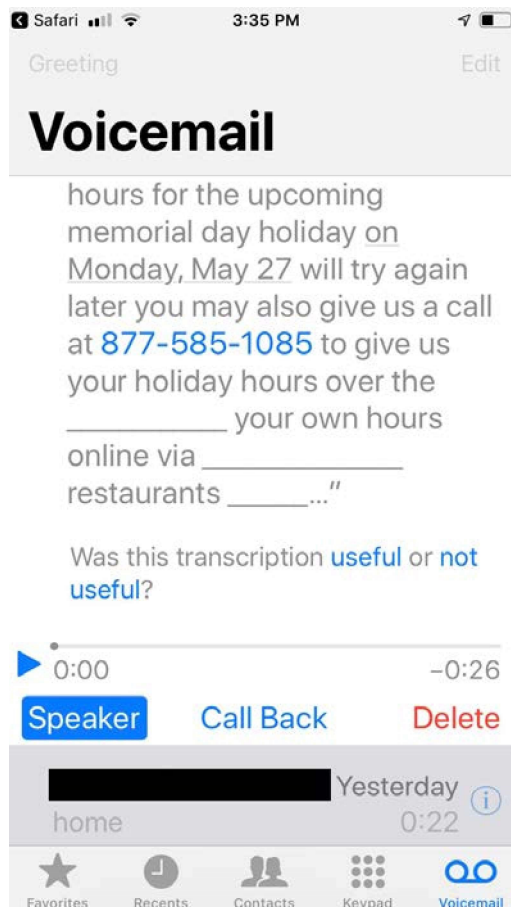 Safari 3:35 PM
Greeting Edit
Voicemail
hours for the upcoming
memorial day holiday on
Monday, May 27 will try again
later you may also give us a call
at 877-585-1085 to give us
your holiday hours over the
____________ your own hours
online via _______________
restaurants ______..."
Was this transcription useful or not
useful?
0:00 -0:26
Speaker Call Back Delete
Yesterday
home 0:22
Favorites Recents Contacts Keypad Voicemail